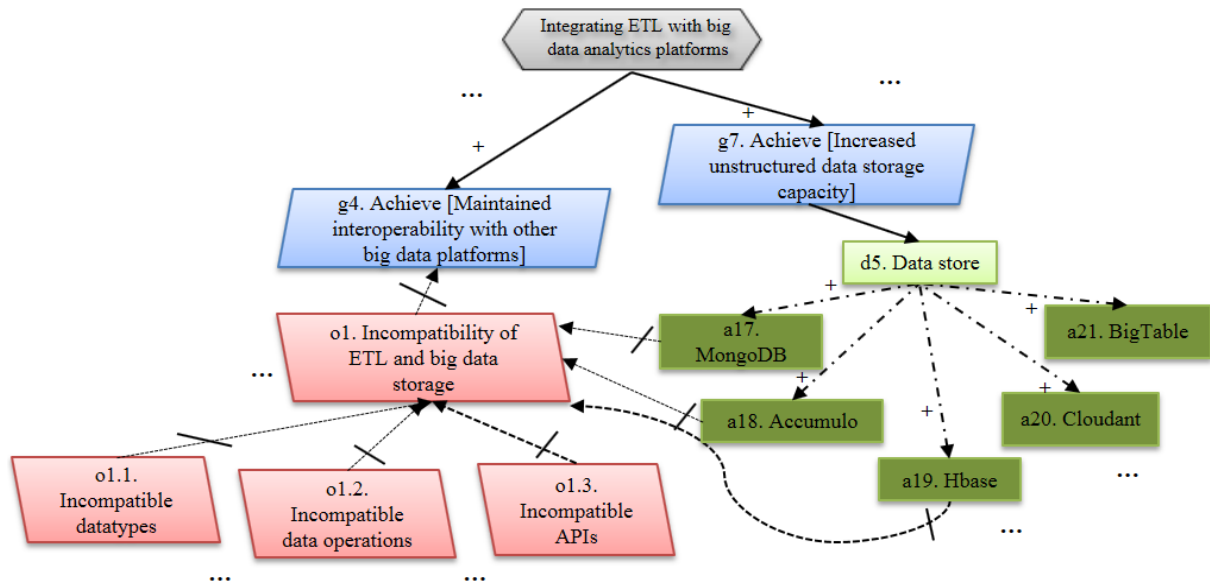 Integrating ETL with big
data analytics platforms
...
...
+
+
g7. Achieve [Increased
unstructured data storage
capacity]
g4. Achieve [Maintained
interoperability with other
big data platforms]
d5. Data store
+
+
a17.
MongoDB
a21. BigTable
o1. Incompatibility of
ETL and big data
storage
...
+
+
+
a18. Accumulo
a20. Cloudant
a19. Hbase
...
...
o1.1.
Incompatible
datatypes
o1.2.
Incompatible
data operations
o1.3.
Incompatible
APIs
...
...